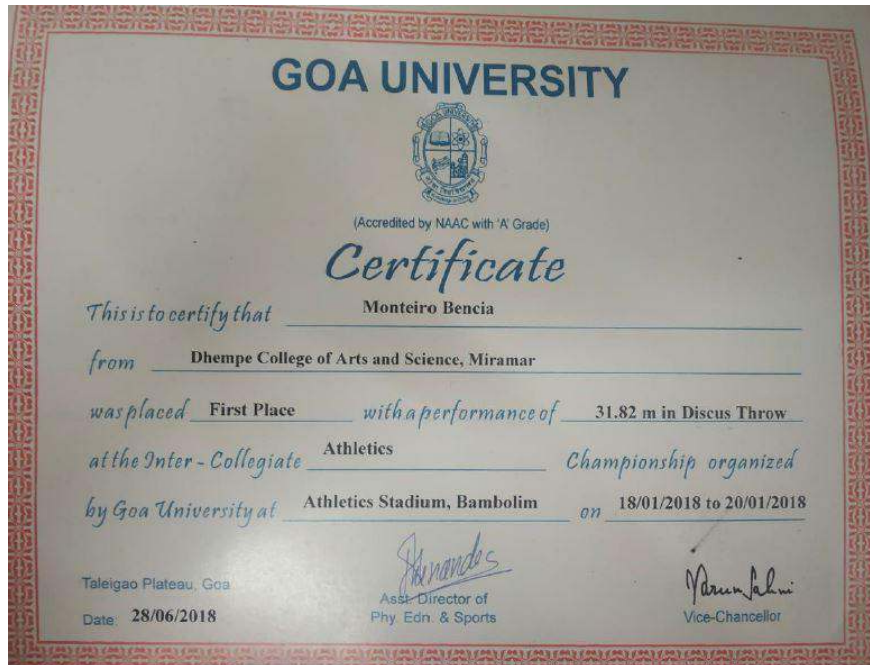 GOA UNIVERSITY
(Accredited by NAAC with 'A' Grade)
Certificate
This is to certify that Monteiro Bencia
from Dhempe College of Arts and Science, Miramar
was placed First Place with a performance of 31.82 m in Discus Throw
at the Inter-Collegiate Athletics Championship organized
by Goa University at Athletics Stadium, Bambolim on 18/01/2018 to 20/01/2018
Taleigao Plateau, Goa
Date: 28/06/2018
Asst. Director of
Phy. Edn. & Sports
Varun Sahni
Vice-Chancellor